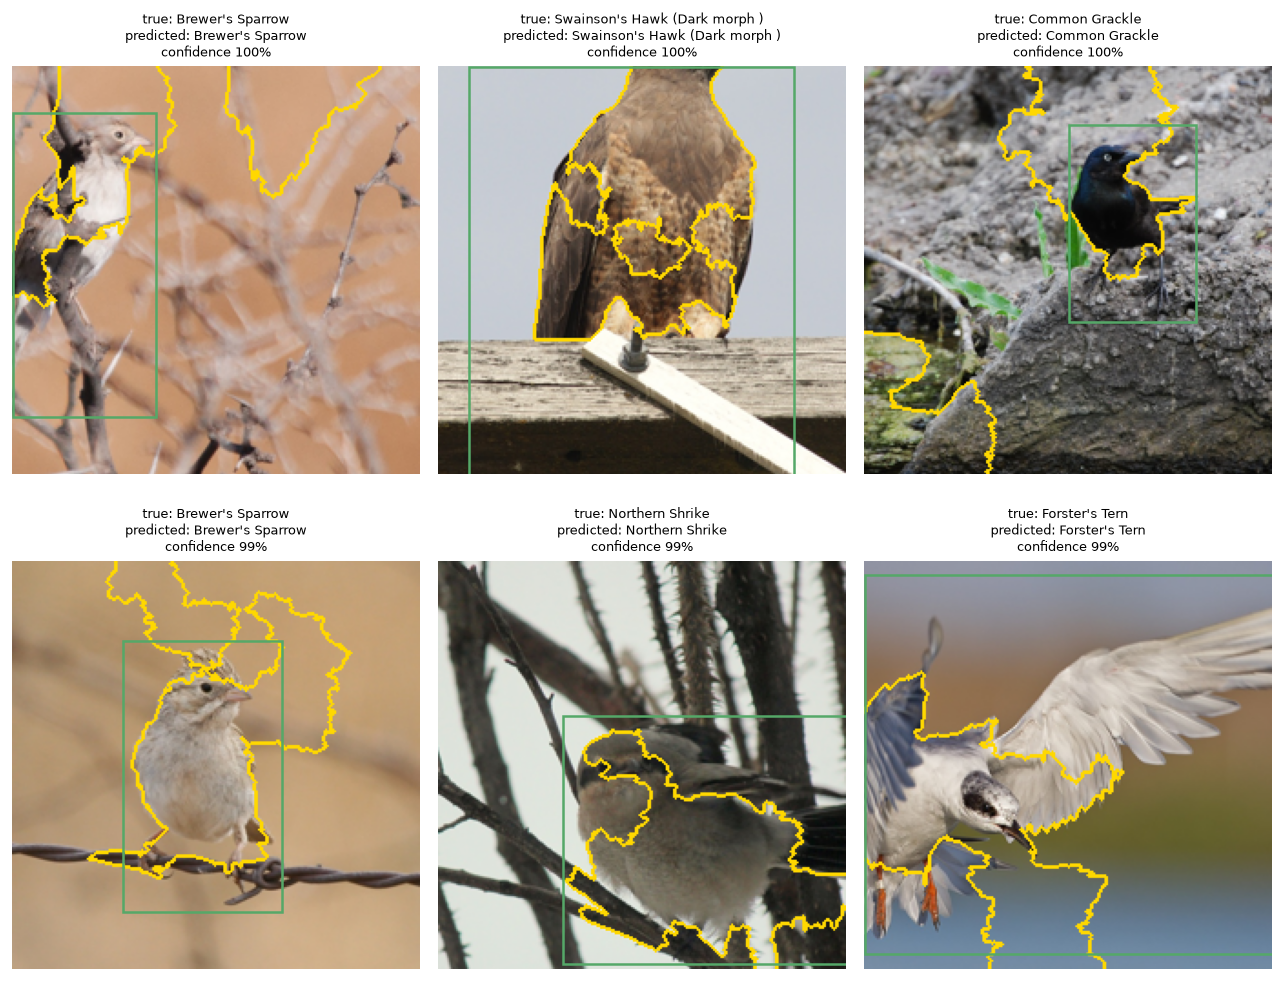 true: Brewer's Sparrow
predicted: Brewer's Sparrow
confidence 100%
true: Swainson's Hawk (Dark morph )
predicted: Swainson's Hawk (Dark morph )
confidence 100%
true: Common Grackle
predicted: Common Grackle
confidence 100%
true: Brewer's Sparrow
predicted: Brewer's Sparrow
confidence 99%
true: Northern Shrike
predicted: Northern Shrike
confidence 99%
true: Forster's Tern
predicted: Forster's Tern
confidence 99%